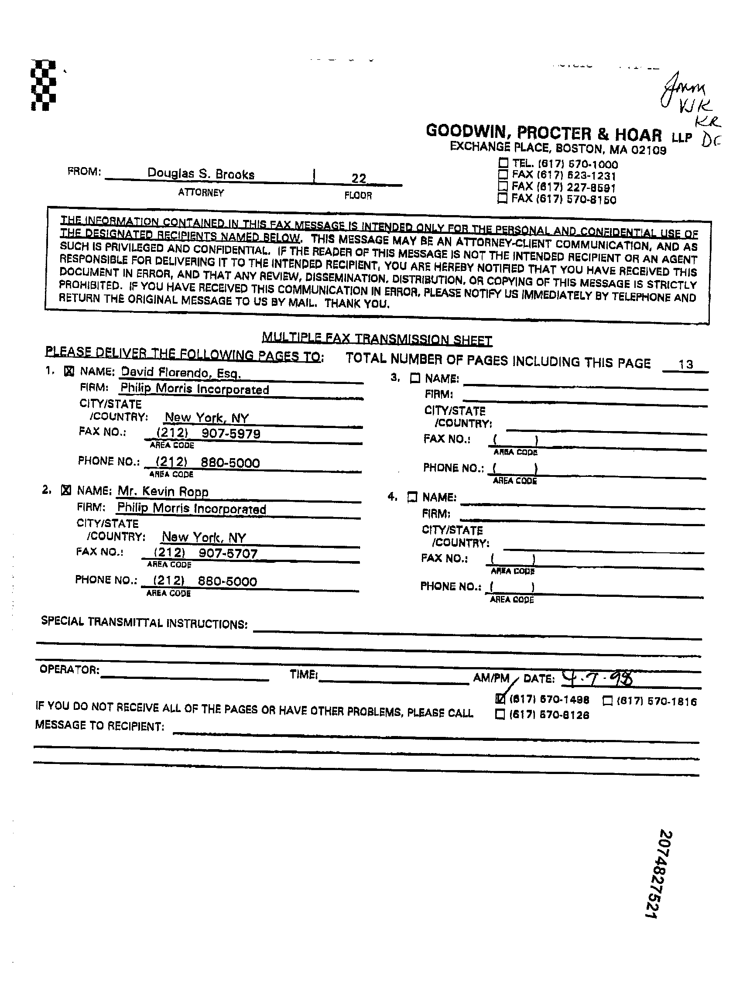 VJK
KR
GOODWIN, PROCTER & HOAR LLP DC
EXCHANGE PLACE, BOSTON, MA 02109
☐ TEL. (617) 570-1000
FROM: Douglas S. Brooks | 22
☐ FAX (617) 523-1231
ATTORNEY FLOOR
☐ FAX (617) 227-8591
☐ FAX (617) 570-8150
THE INFORMATION CONTAINED IN THIS FAX MESSAGE IS INTENDED ONLY FOR THE PERSONAL AND CONFIDENTIAL USE OF
THE DESIGNATED RECIPIENTS NAMED BELOW. THIS MESSAGE MAY BE AN ATTORNEY-CLIENT COMMUNICATION, AND AS
SUCH IS PRIVILEGED AND CONFIDENTIAL. IF THE READER OF THIS MESSAGE IS NOT THE INTENDED RECIPIENT OR AN AGENT
RESPONSIBLE FOR DELIVERING IT TO THE INTENDED RECIPIENT, YOU ARE HEREBY NOTIFIED THAT YOU HAVE RECEIVED THIS
DOCUMENT IN ERROR, AND THAT ANY REVIEW, DISSEMINATION, DISTRIBUTION, OR COPYING OF THIS MESSAGE IS STRICTLY
PROHIBITED. IF YOU HAVE RECEIVED THIS COMMUNICATION IN ERROR, PLEASE NOTIFY US IMMEDIATELY BY TELEPHONE AND
RETURN THE ORIGINAL MESSAGE TO US BY MAIL. THANK YOU.
MULTIPLE FAX TRANSMISSION SHEET
PLEASE DELIVER THE FOLLOWING PAGES TO: TOTAL NUMBER OF PAGES INCLUDING THIS PAGE 13
1. ☒ NAME: David Florendo, Esq.
FIRM: Philip Morris Incorporated
CITY/STATE
/COUNTRY: New York, NY
FAX NO.: (212) 907-5979
AREA CODE
PHONE NO.: (212) 880-5000
AREA CODE
3. ☐ NAME:
FIRM:
CITY/STATE
/COUNTRY:
FAX NO.: ( )
AREA CODE
PHONE NO.: ( )
AREA CODE
2. ☒ NAME: Mr. Kevin Ropp
FIRM: Philip Morris Incorporated
CITY/STATE
/COUNTRY: New York, NY
FAX NO.: (212) 907-5707
AREA CODE
PHONE NO.: (212) 880-5000
AREA CODE
4. ☐ NAME:
FIRM:
CITY/STATE
/COUNTRY:
FAX NO.: ( )
AREA CODE
PHONE NO.: ( )
AREA CODE
SPECIAL TRANSMITTAL INSTRUCTIONS:
OPERATOR: TIME: AM/PM DATE: 4.7.98
☑ (617) 570-1498 ☐ (617) 570-1816
IF YOU DO NOT RECEIVE ALL OF THE PAGES OR HAVE OTHER PROBLEMS, PLEASE CALL ☐ (617) 570-8126
MESSAGE TO RECIPIENT:
2074827521